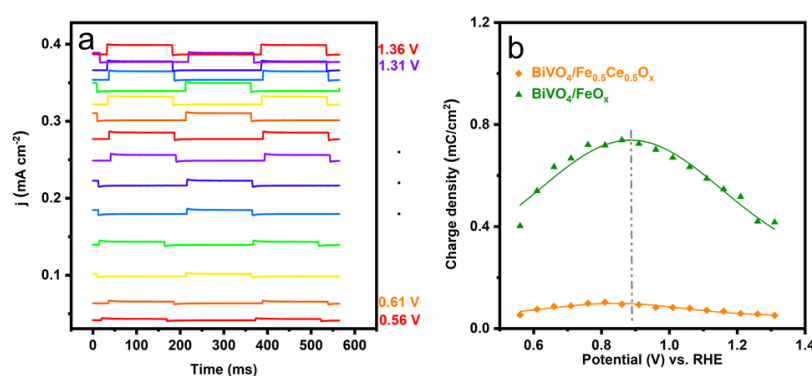 a
1.36 V
1.31 V
0.61 V
0.56 V
0.4
0.3
0.2
0.1
j (mA cm⁻²)
0 100 200 300 400 500 600
Time (ms)
b
BiVO₄/Fe₀.₅Ce₀.₅Oₓ
BiVO₄/FeOₓ
1.2
0.8
0.4
0.0
Charge density (mC/cm²)
0.6 0.8 1.0 1.2 1.4
Potential (V) vs. RHE